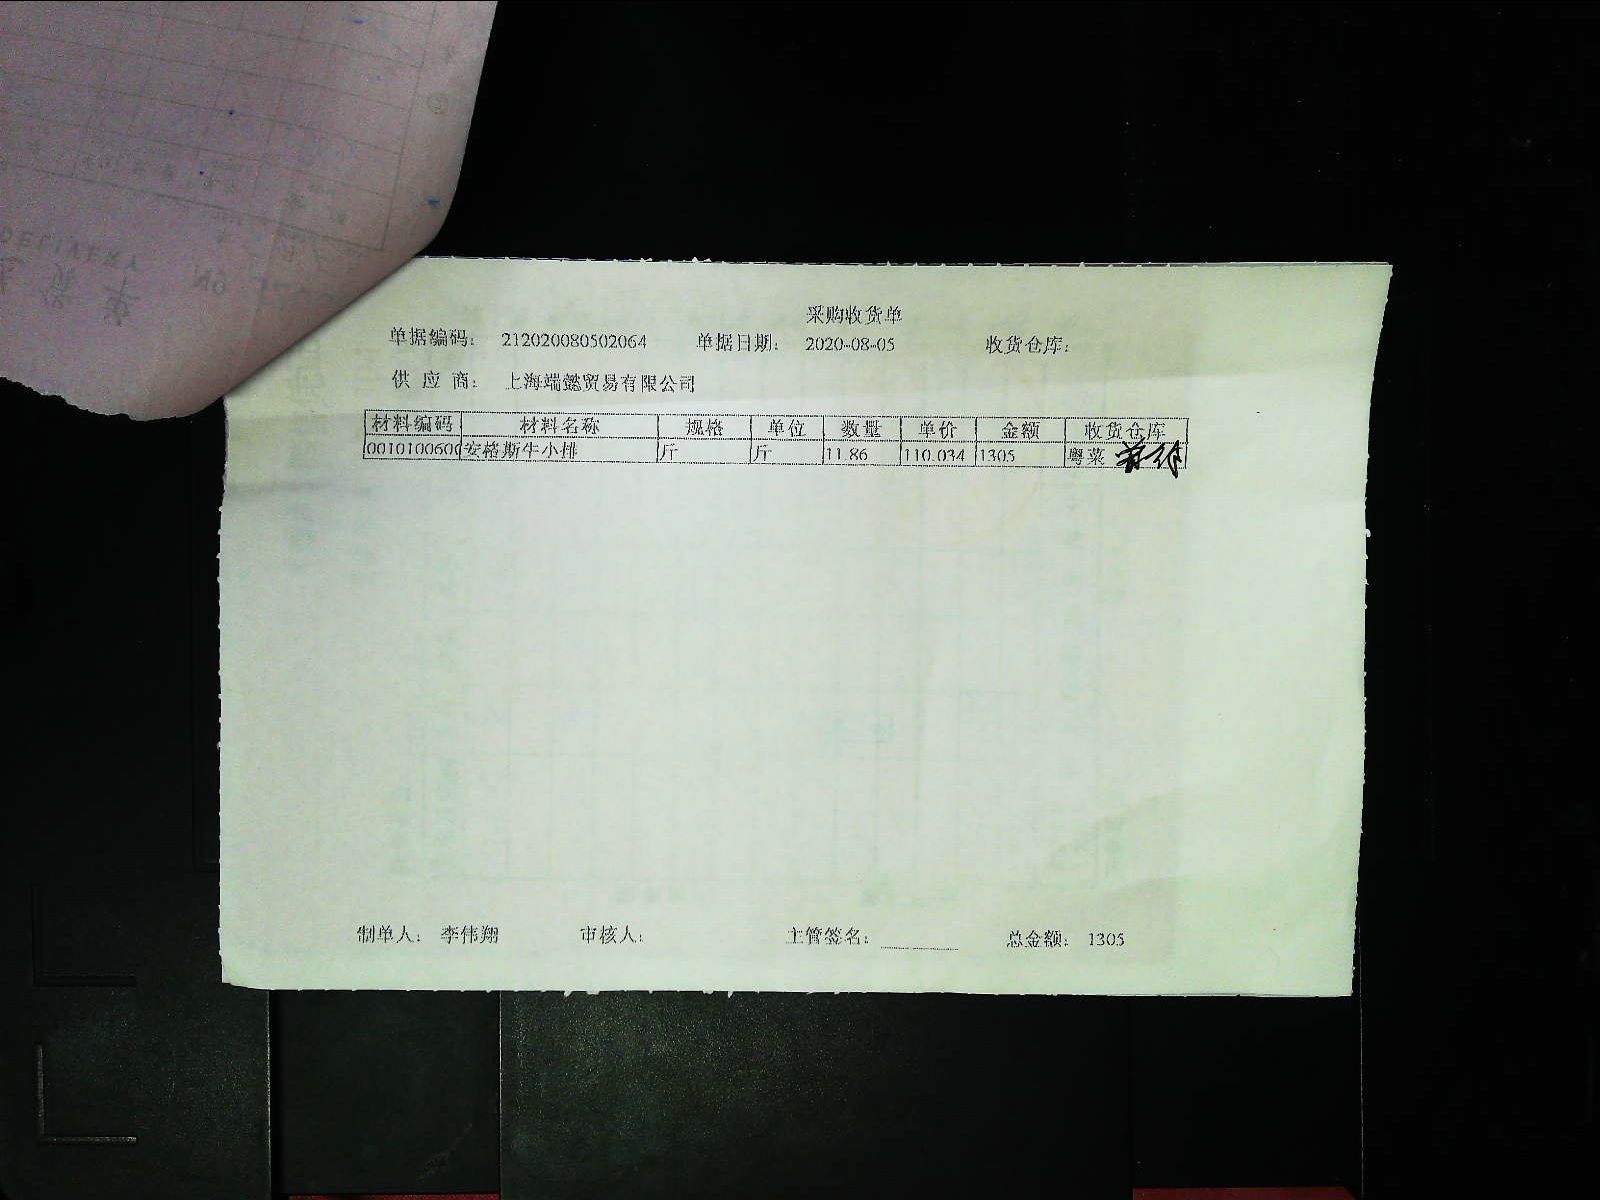 采购收货单
单据编码: 212020080502064 单据日期: 2020-08-05 收货仓库:
供应商: 上海端懿贸易有限公司
材料编码 材料名称 规格 单位 数量 单价 金额 收货仓库
0010100600 安格斯牛小排 斤 斤 11.86 110.034 1305 粤菜
制单人: 李伟翔 审核人: 主管签名: 总金额: 1305
DELIVERY
NO